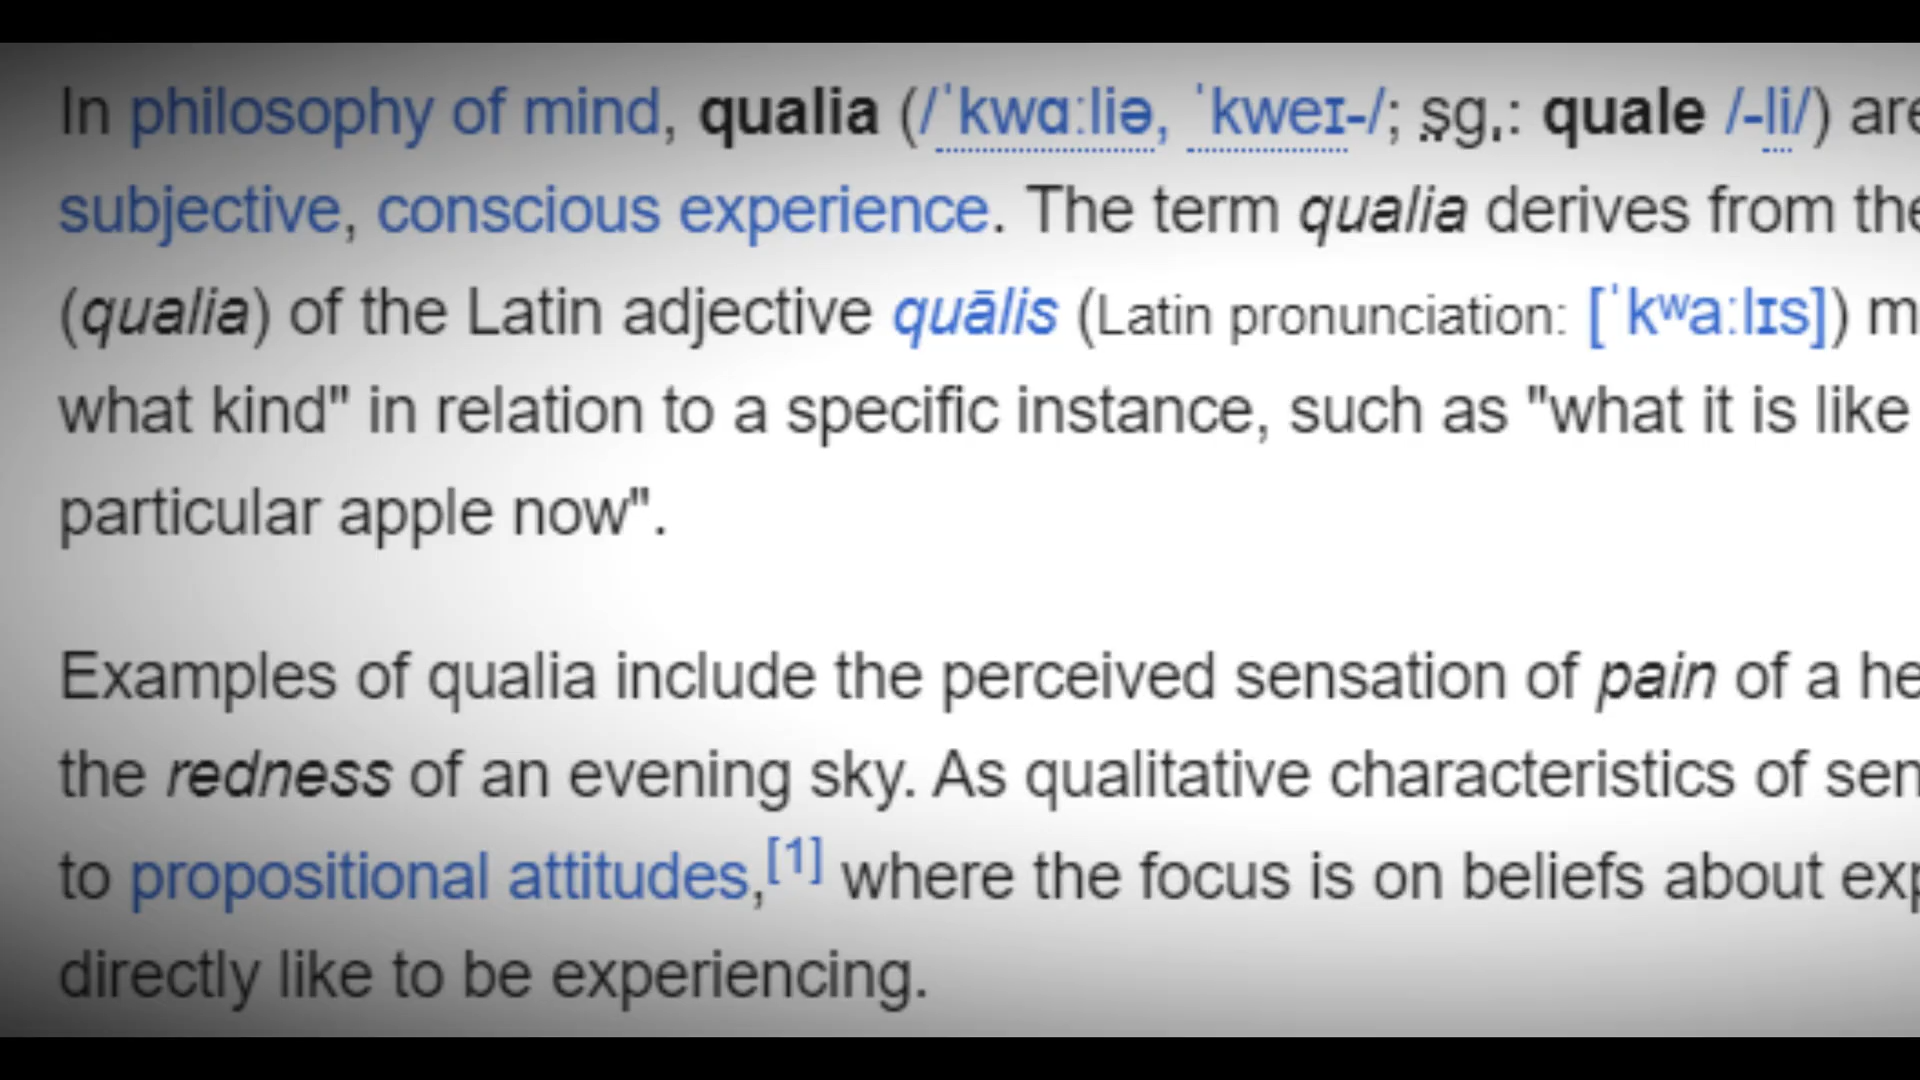 In philosophy of mind, qualia (/ˈkwɑːliə, ˈkweɪ-/; sg.: quale /-li/) are
subjective, conscious experience. The term qualia derives from the
(qualia) of the Latin adjective quālis (Latin pronunciation: [ˈkʷaːlɪs])
what kind" in relation to a specific instance, such as "what it is like
particular apple now".
Examples of qualia include the perceived sensation of pain of a
the redness of an evening sky. As qualitative characteristics of
to propositional attitudes,[1] where the focus is on beliefs about
directly like to be experiencing.